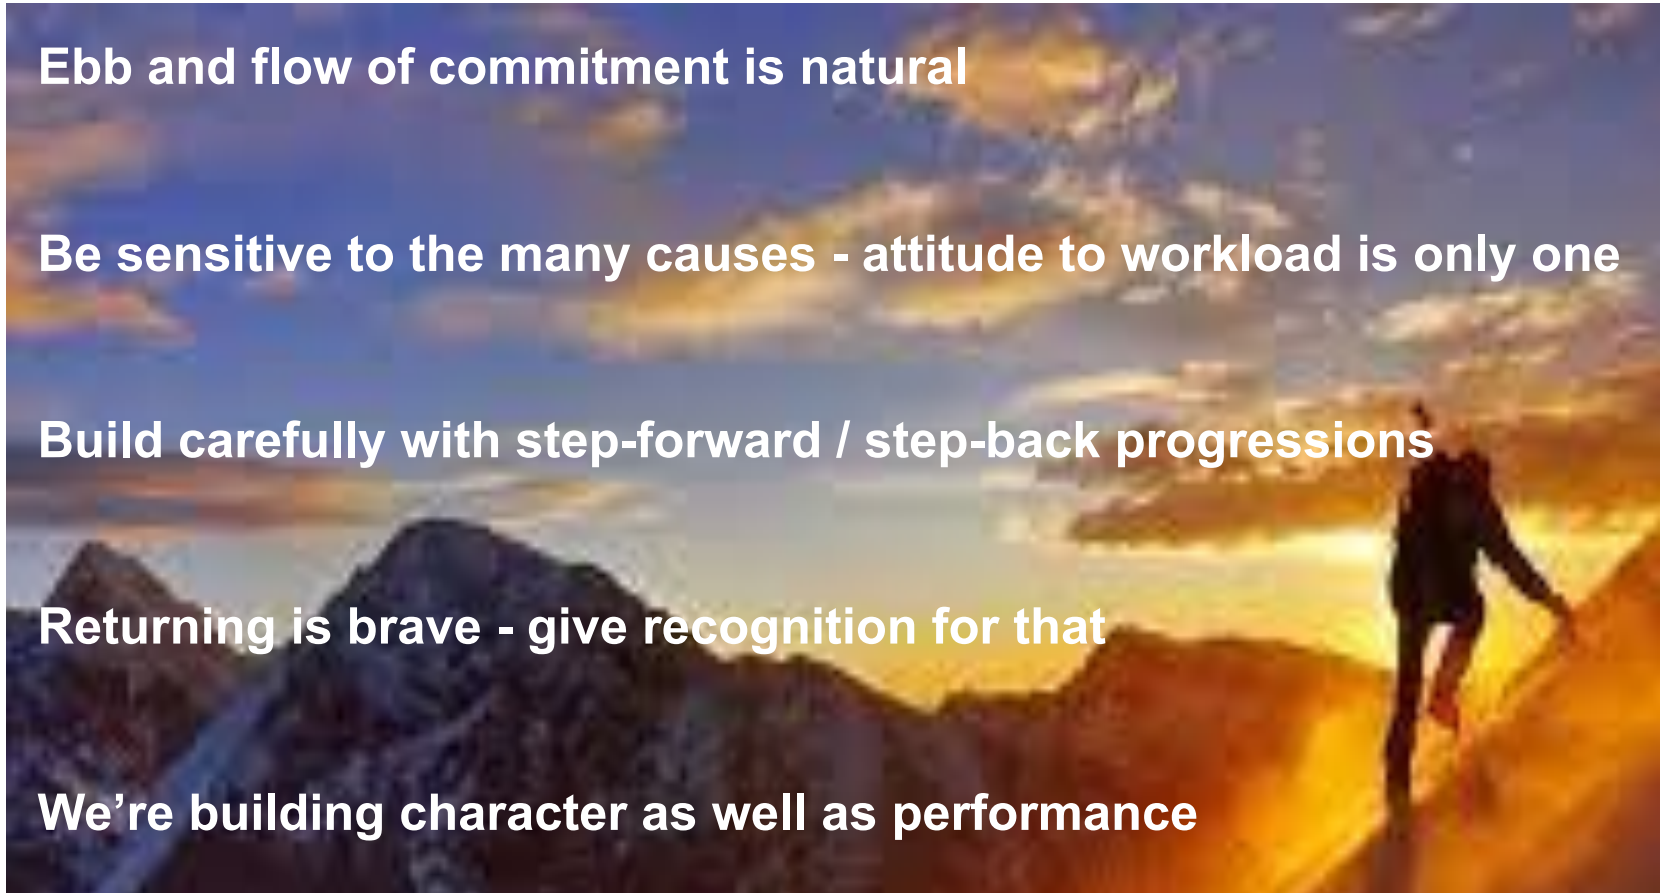 Ebb and flow of commitment is natural
Be sensitive to the many causes - attitude to workload is only one
Build carefully with step-forward / step-back progressions
Returning is brave - give recognition for that
We’re building character as well as performance